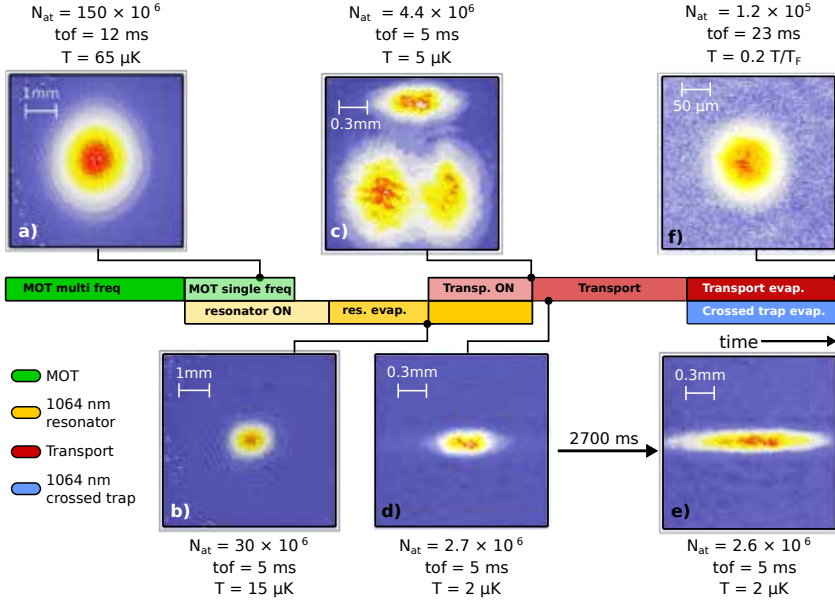 N_at = 150 × 10^6
tof = 12 ms
T = 65 μK
N_at = 4.4 × 10^6
tof = 5 ms
T = 5 μK
N_at = 1.2 × 10^5
tof = 23 ms
T = 0.2 T/T_F
1mm
a)
0.3mm
c)
50 μm
f)
MOT multi freq
MOT single freq
Transp. ON
Transport
Transport evap.
resonator ON
res. evap.
Crossed trap evap.
time
MOT
1064 nm
resonator
Transport
1064 nm
crossed trap
1mm
b)
0.3mm
d)
2700 ms
0.3mm
e)
N_at = 30 × 10^6
tof = 5 ms
T = 15 μK
N_at = 2.7 × 10^6
tof = 5 ms
T = 2 μK
N_at = 2.6 × 10^6
tof = 5 ms
T = 2 μK